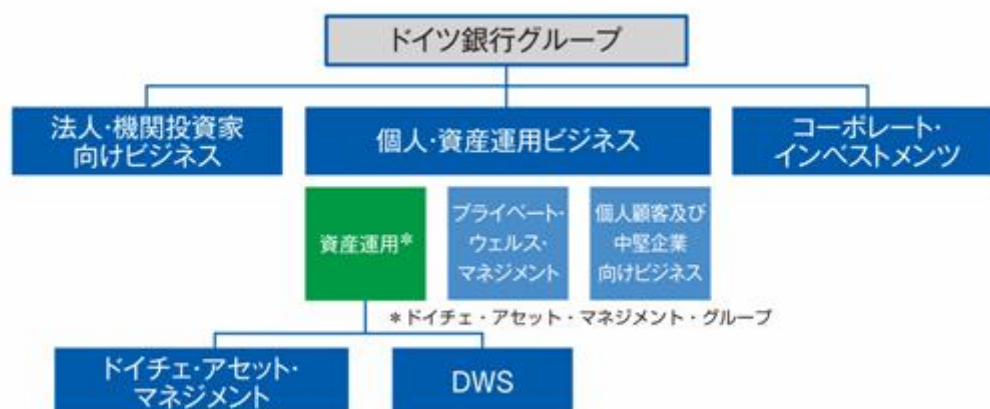 ドイツ銀行グループ
法人・機関投資家
向けビジネス
個人・資産運用ビジネス
コーポレート・
インベストメンツ
資産運用*
プライベート・
ウェルス・
マネジメント
個人顧客及び
中堅企業
向けビジネス
*ドイチェ・アセット・マネジメント・グループ
ドイチェ・アセット・
マネジメント
DWS